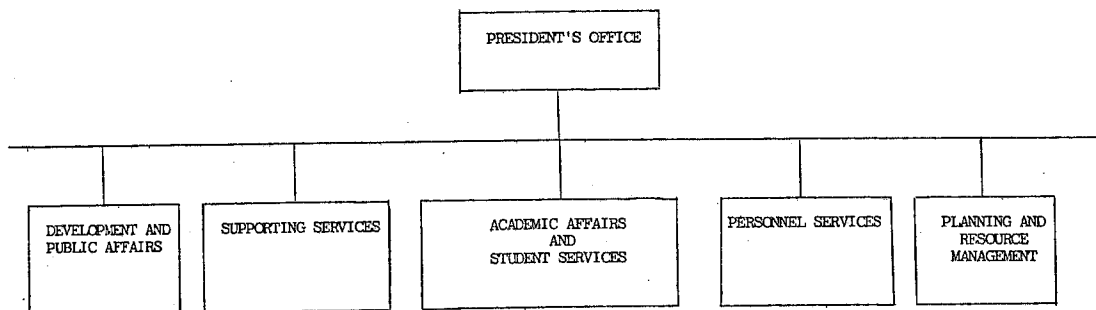 PRESIDENT'S OFFICE
DEVELOPMENT AND
PUBLIC AFFAIRS
SUPPORTING SERVICES
ACADEMIC AFFAIRS
AND
STUDENT SERVICES
PERSONNEL SERVICES
PLANNING AND
RESOURCE
MANAGEMENT